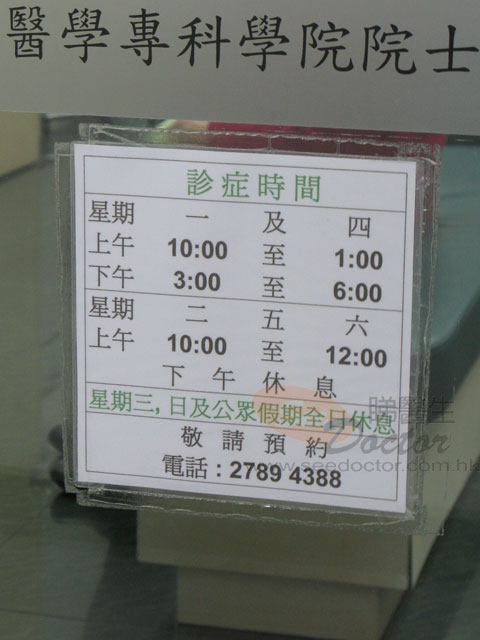 醫學專科學院院士
診症時間
星期 一 及 四
上午 10:00 至 1:00
下午 3:00 至 6:00
星期 二 五 六
上午 10:00 至 12:00
下午休息
星期三,日及公眾假期全日休息
睇醫生
Doctor
敬請預約
www.seedoctor.com.hk
電話 : 2789 4388